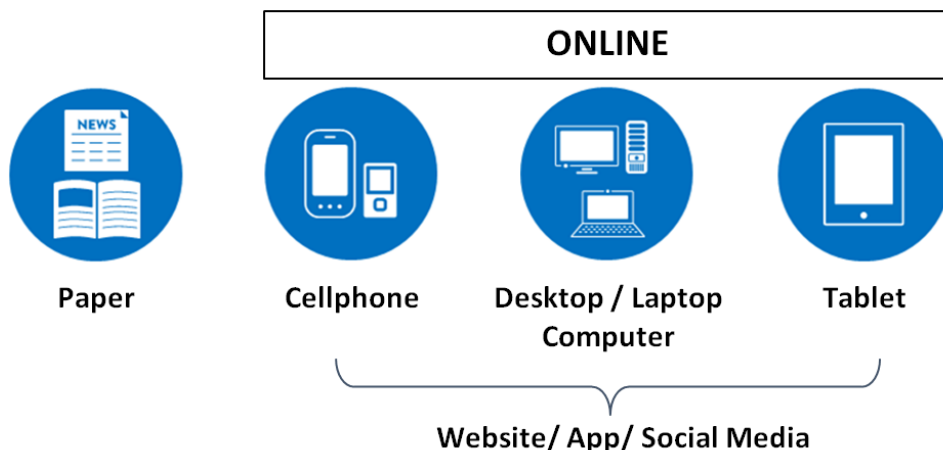 ONLINE
NEWS
Paper
Cellphone
Desktop / Laptop
Computer
Tablet
Website/ App/ Social Media